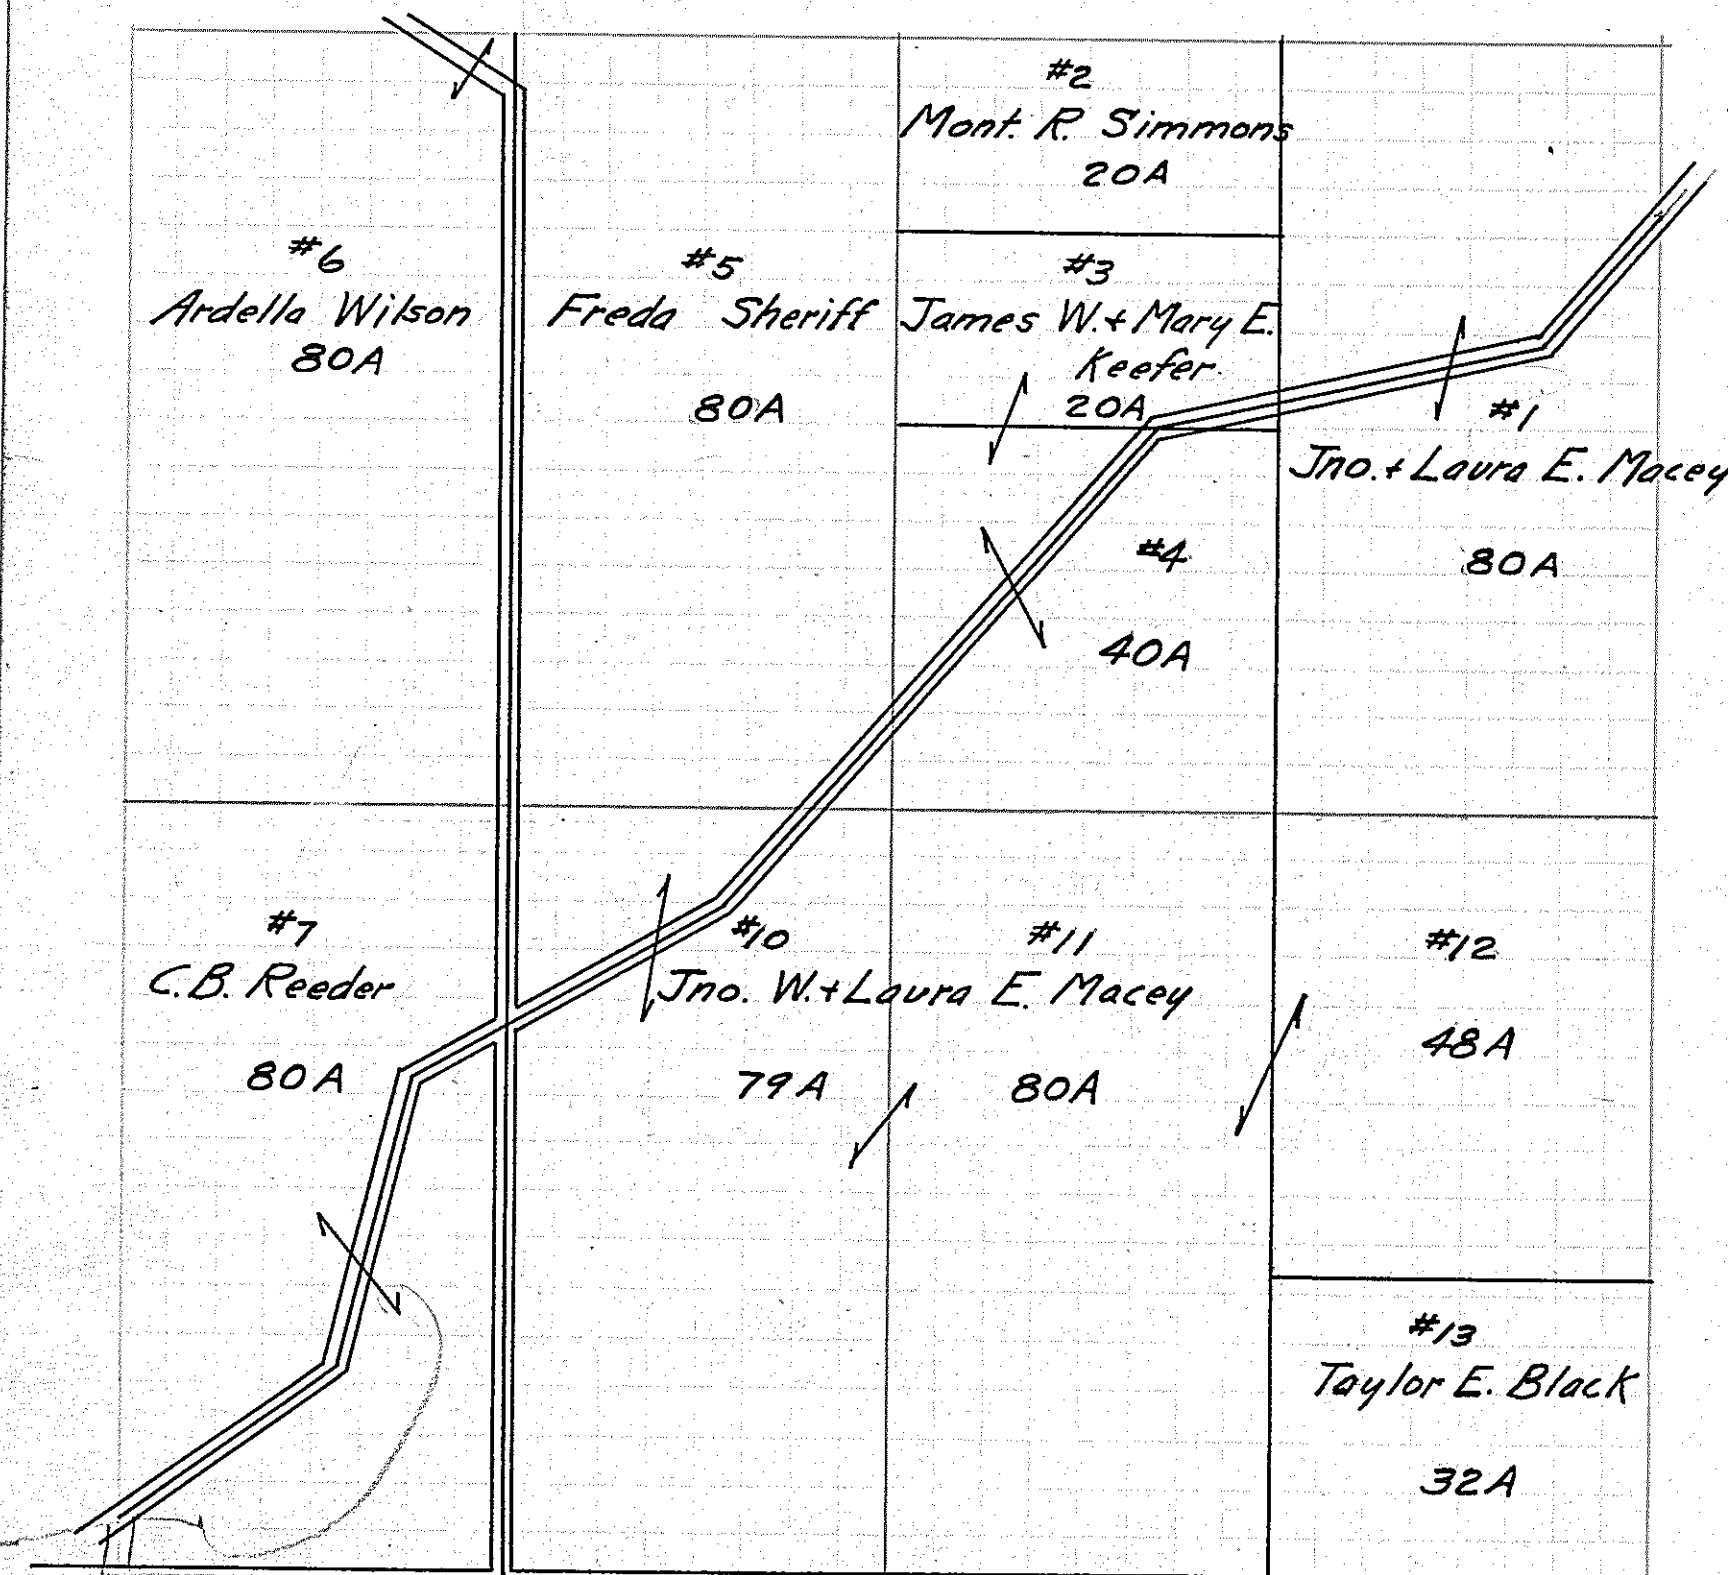 #6
Ardella Wilson
80A
#5
Freda Sheriff
80A
#2
Mont. R. Simmons
20A
#3
James W. + Mary E.
Keefer.
20A
#1
Jno. + Laura E. Macey
80A
#4
40A
#7
C.B. Reeder
80A
#10 #11
Jno. W. + Laura E. Macey
79A 80A
#12
48A
#13
Taylor E. Black
32A